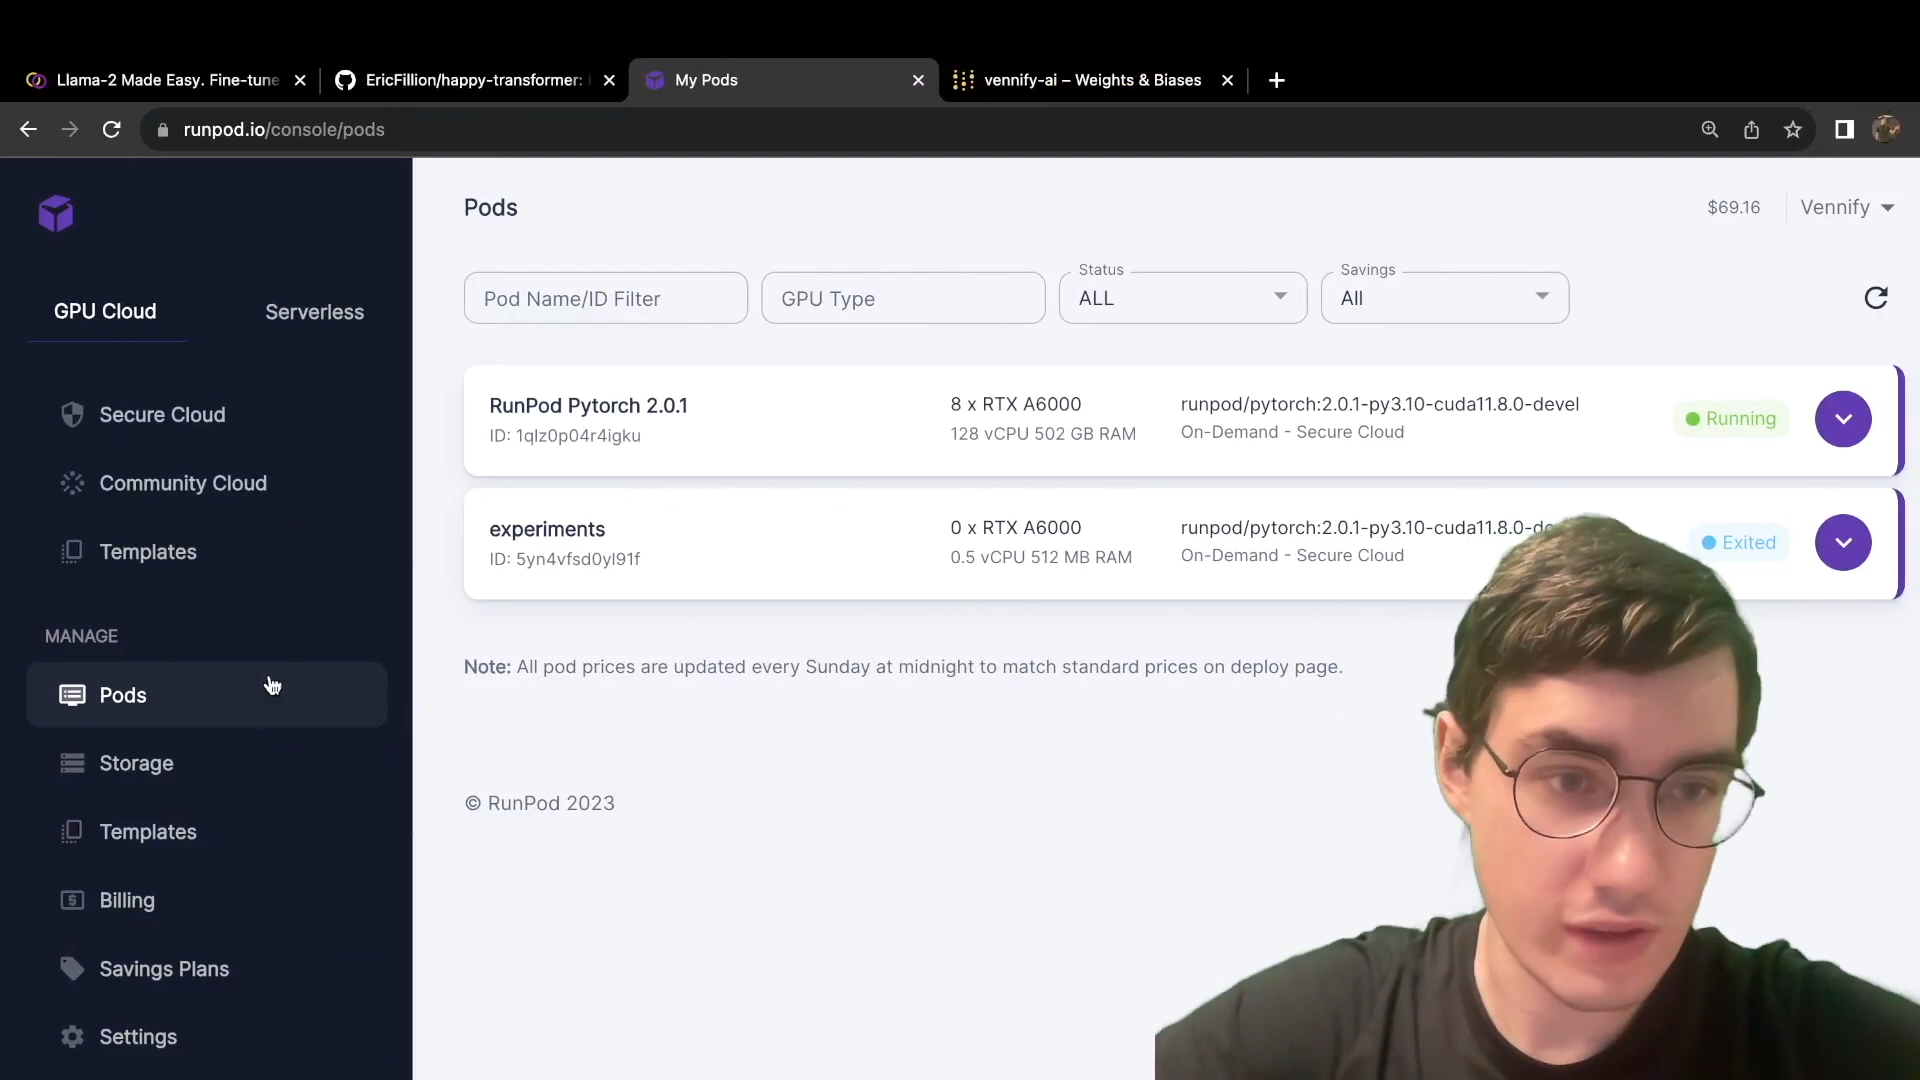 Llama-2 Made Easy. Fine-tune
EricFillion/happy-transformer:
My Pods
vennify-ai – Weights & Biases
runpod.io/console/pods
GPU Cloud
Serverless
Secure Cloud
Community Cloud
Templates
MANAGE
Pods
Storage
Templates
Billing
Savings Plans
Settings
Pods
$69.16
Vennify
Pod Name/ID Filter
GPU Type
Status
ALL
Savings
All
RunPod Pytorch 2.0.1
ID: 1qlz0p04r4igku
8 x RTX A6000
128 vCPU 502 GB RAM
runpod/pytorch:2.0.1-py3.10-cuda11.8.0-devel
On-Demand - Secure Cloud
Running
experiments
ID: 5yn4vfsd0yl91f
0 x RTX A6000
0.5 vCPU 512 MB RAM
runpod/pytorch:2.0.1-py3.10-cuda11.8.0-de
On-Demand - Secure Cloud
Exited
Note: All pod prices are updated every Sunday at midnight to match standard prices on deploy page.
© RunPod 2023